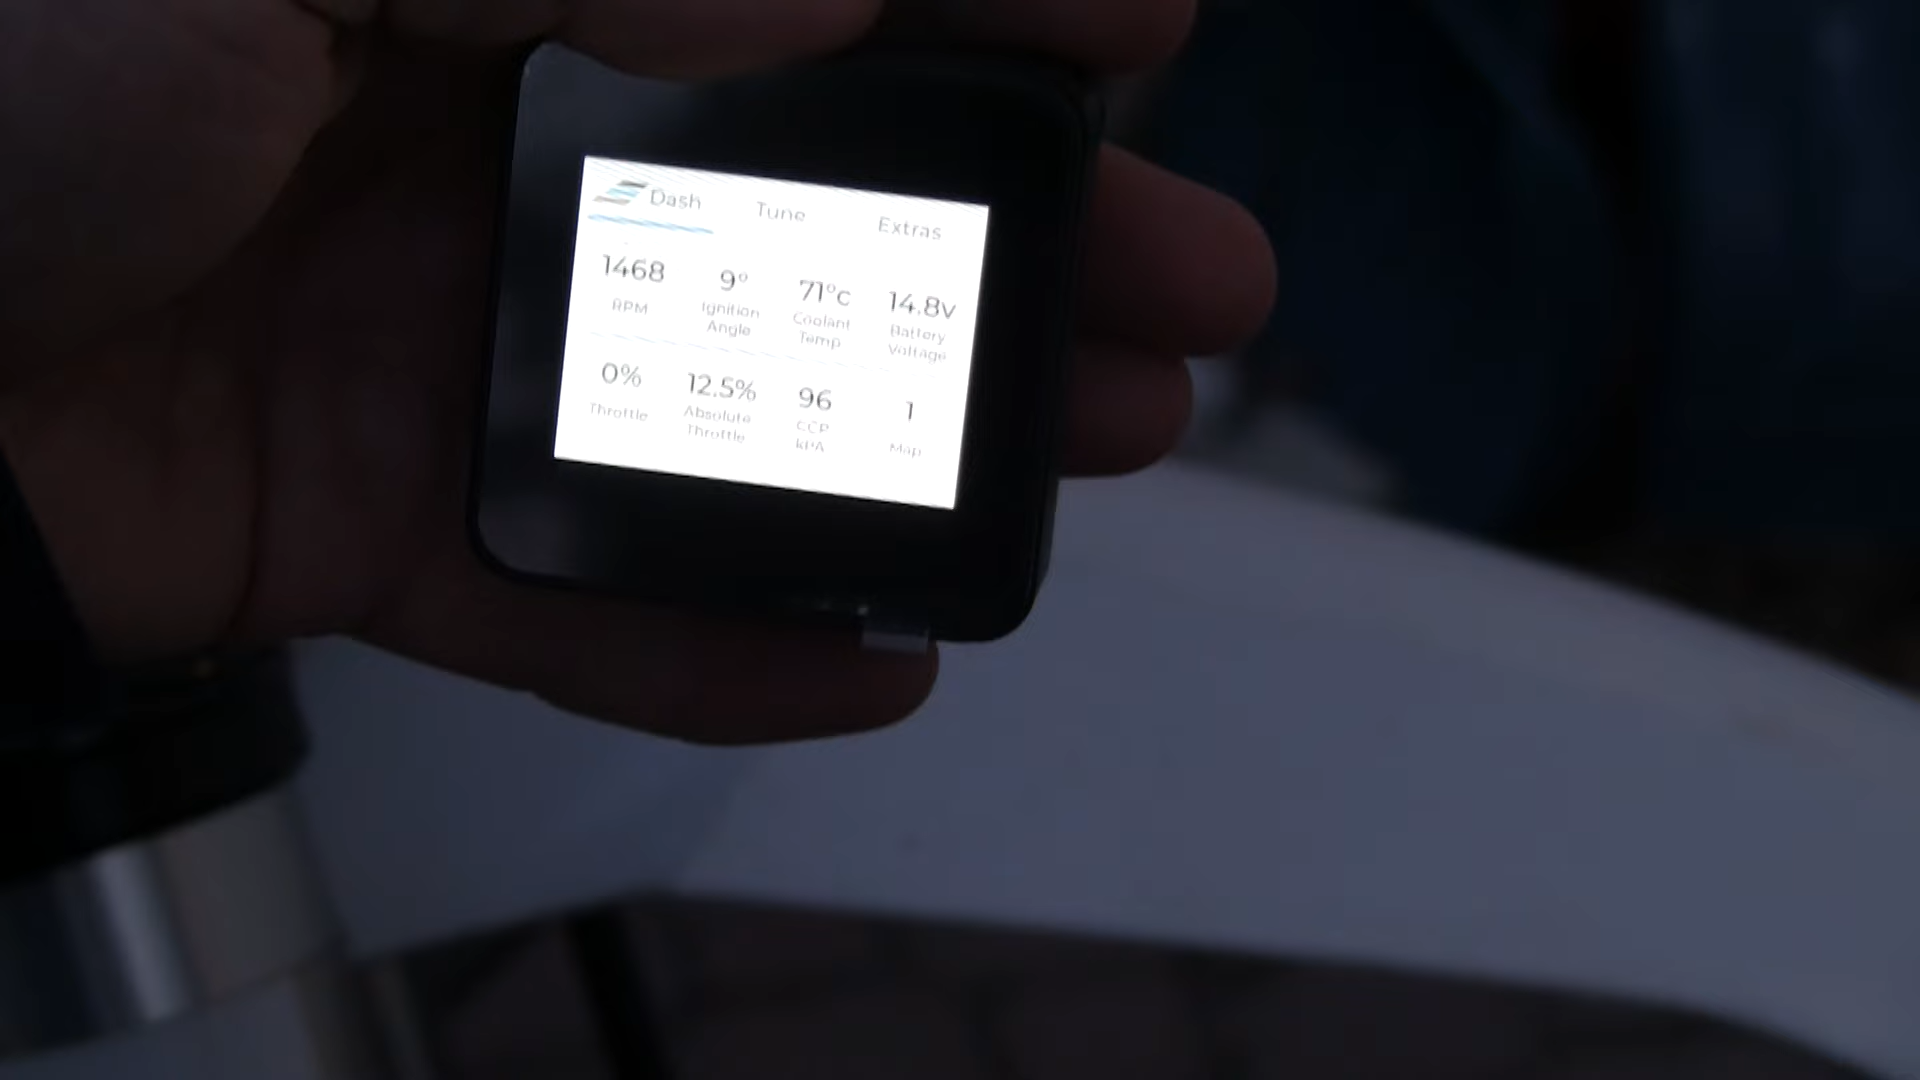 Dash Tune Extras
1468 9° 71°c 14.8v
RPM Ignition Angle Coolant Temp Battery Voltage
0% 12.5% 96 1
Throttle Absolute Throttle CCP kPA Map